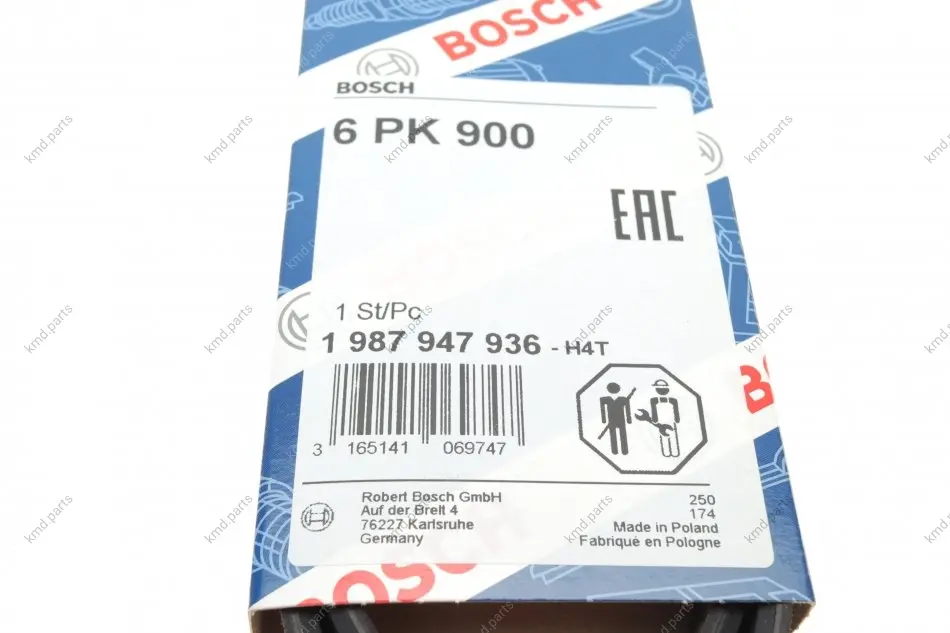 BOSCH
BOSCH
6 PK 900
EAC
1 St/Pc
1 987 947 936 - H4T
3 165141 069747
Robert Bosch GmbH
Auf der Breit 4
76227 Karlsruhe
Germany
250
174
Made in Poland
Fabriqué en Pologne
B
BOSCH
kmd.parts